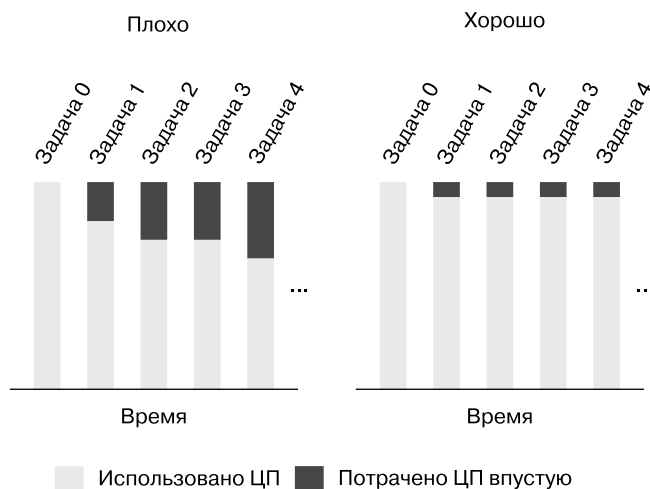 Плохо
Задача 0
Задача 1
Задача 2
Задача 3
Задача 4
...
Время
Хорошо
Задача 0
Задача 1
Задача 2
Задача 3
Задача 4
..
Время
Использовано ЦП
Потрачено ЦП впустую